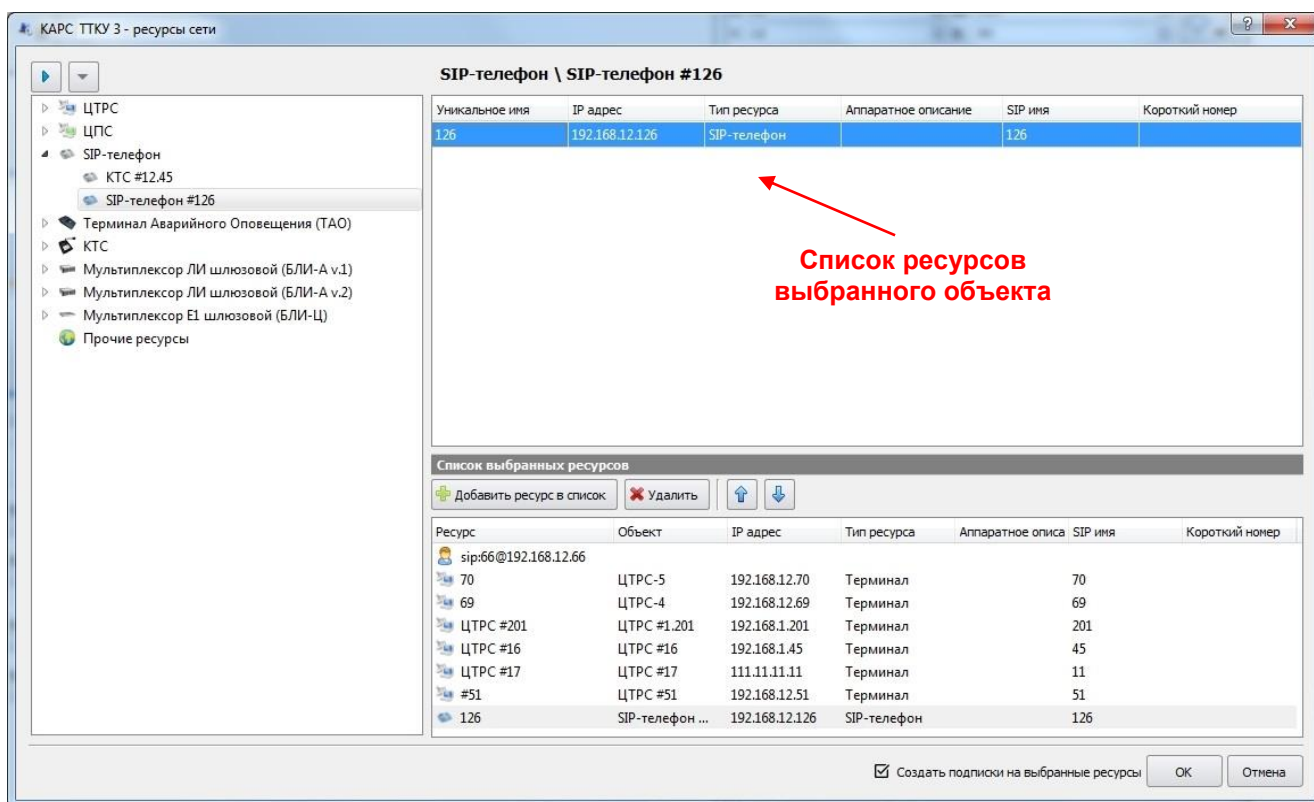 КАРС ТТКУ 3 - ресурсы сети
SIP-телефон \ SIP-телефон #126
ЦТРС
ЦПС
SIP-телефон
КТС #12.45
SIP-телефон #126
Терминал Аварийного Оповещения (ТАО)
КТС
Мультиплексор ЛИ шлюзовой (БЛИ-А v.1)
Мультиплексор ЛИ шлюзовой (БЛИ-А v.2)
Мультиплексор E1 шлюзовой (БЛИ-Ц)
Прочие ресурсы
Уникальное имя IP адрес Тип ресурса Аппаратное описание SIP имя Короткий номер
126 192.168.12.126 SIP-телефон 126
Список ресурсов
выбранного объекта
Список выбранных ресурсов
Добавить ресурс в список Удалить
Ресурс Объект IP адрес Тип ресурса Аппаратное описа SIP имя Короткий номер
sip:66@192.168.12.66
70 ЦТРС-5 192.168.12.70 Терминал 70
69 ЦТРС-4 192.168.12.69 Терминал 69
ЦТРС #201 ЦТРС #1.201 192.168.1.201 Терминал 201
ЦТРС #16 ЦТРС #16 192.168.1.45 Терминал 45
ЦТРС #17 ЦТРС #17 111.11.11.11 Терминал 11
#51 ЦТРС #51 192.168.12.51 Терминал 51
126 SIP-телефон ... 192.168.12.126 SIP-телефон 126
Создать подписки на выбранные ресурсы ОК Отмена